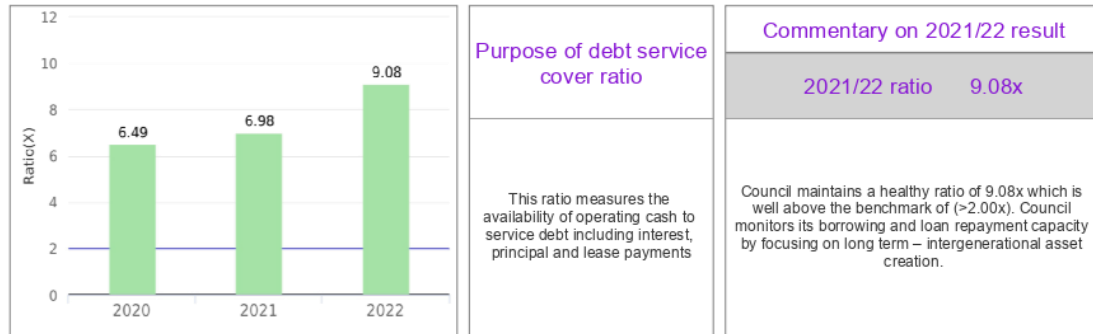 12
10
8
6
4
2
0
Ratio(X)
6.49
6.98
9.08
2020
2021
2022
Purpose of debt service
cover ratio
This ratio measures the
availability of operating cash to
service debt including interest,
principal and lease payments
Commentary on 2021/22 result
2021/22 ratio 9.08x
Council maintains a healthy ratio of 9.08x which is
well above the benchmark of (>2.00x). Council
monitors its borrowing and loan repayment capacity
by focusing on long term – intergenerational asset
creation.